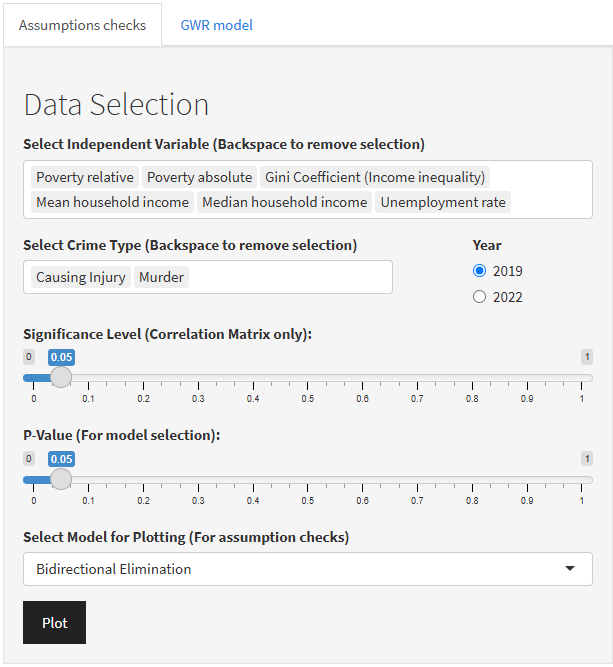 Assumptions checks GWR model
Data Selection
Select Independent Variable (Backspace to remove selection)
Poverty relative Poverty absolute Gini Coefficient (Income inequality)
Mean household income Median household income Unemployment rate
Select Crime Type (Backspace to remove selection) Year
Causing Injury Murder 2019
2022
Significance Level (Correlation Matrix only):
0 0.05 1
0 0.1 0.2 0.3 0.4 0.5 0.6 0.7 0.8 0.9 1
P-Value (For model selection):
0 0.05 1
0 0.1 0.2 0.3 0.4 0.5 0.6 0.7 0.8 0.9 1
Select Model for Plotting (For assumption checks)
Bidirectional Elimination
Plot